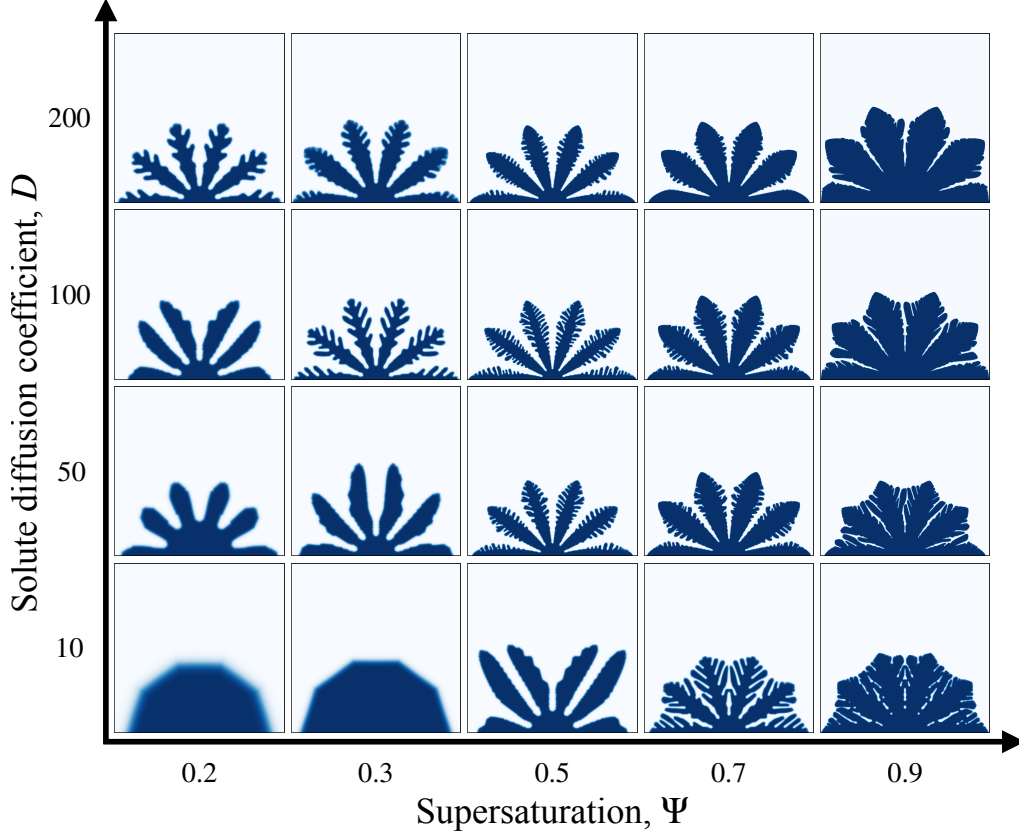 Solute diffusion coefficient, D
200
100
50
10
0.2 0.3 0.5 0.7 0.9
Supersaturation, Ψ